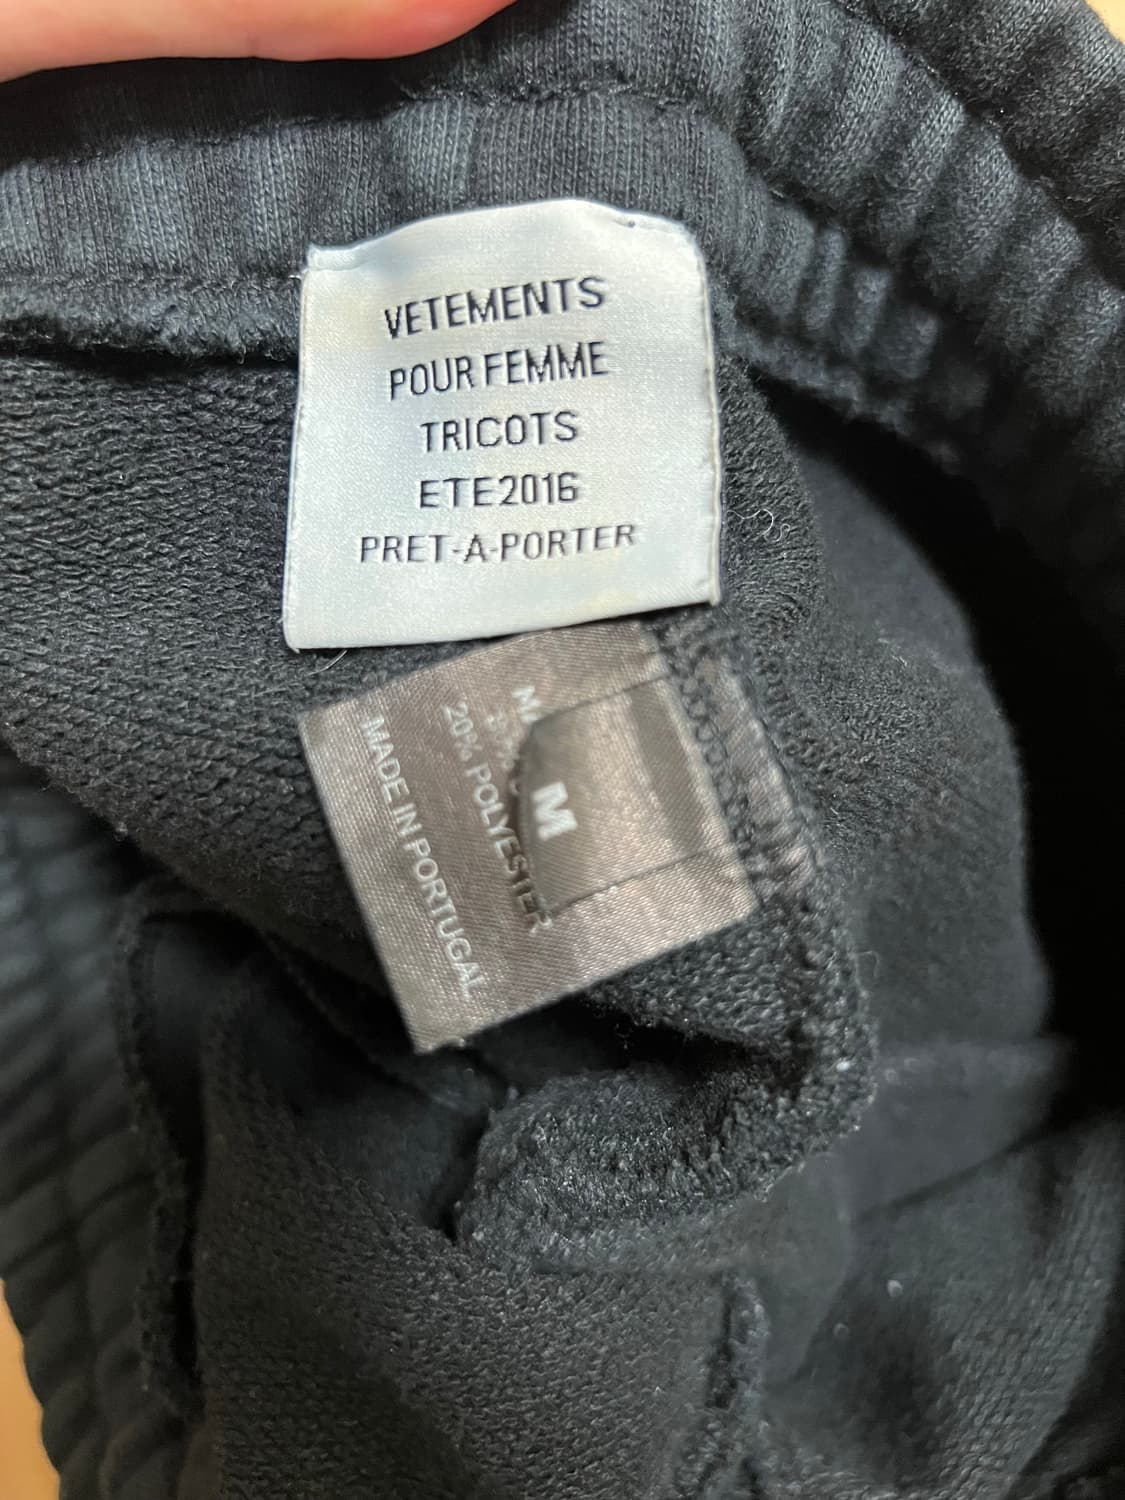 VETEMENTS
POUR FEMME
TRICOTS
ETE2016
PRET-A-PORTER
M
20% POLYESTER
MADE IN PORTUGAL